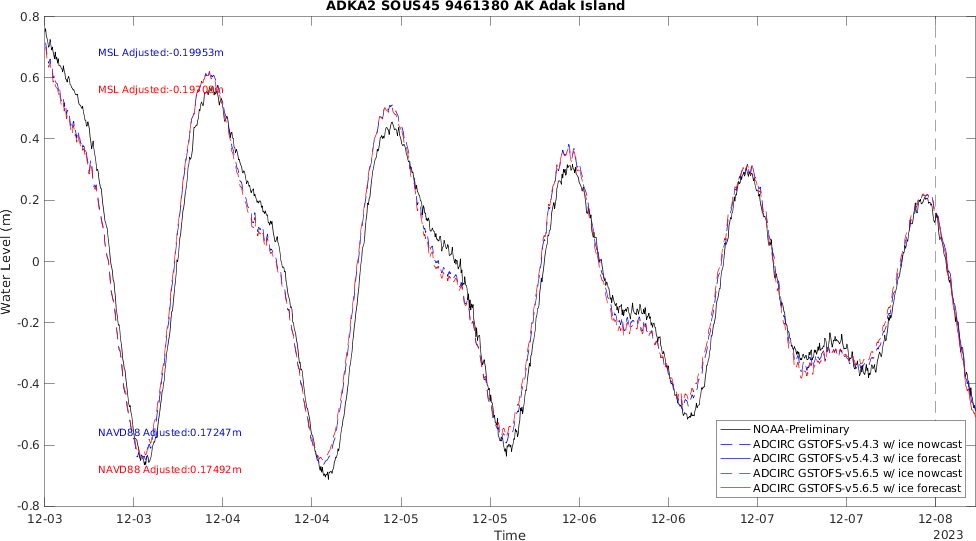 ADKA2 SOUS45 9461380 AK Adak Island
0.8
0.6
0.4
0.2
0
-0.2
-0.4
-0.6
-0.8
Water Level (m)
MSL Adjusted:-0.19953m
MSL Adjusted:-0.19709m
NAVD88 Adjusted:0.17247m
NAVD88 Adjusted:0.17492m
NOAA-Preliminary
ADCIRC GSTOFS-v5.4.3 w/ ice nowcast
ADCIRC GSTOFS-v5.4.3 w/ ice forecast
ADCIRC GSTOFS-v5.6.5 w/ ice nowcast
ADCIRC GSTOFS-v5.6.5 w/ ice forecast
12-03 12-03 12-04 12-04 12-05 12-05 12-06 12-06 12-07 12-07 12-08
2023
Time